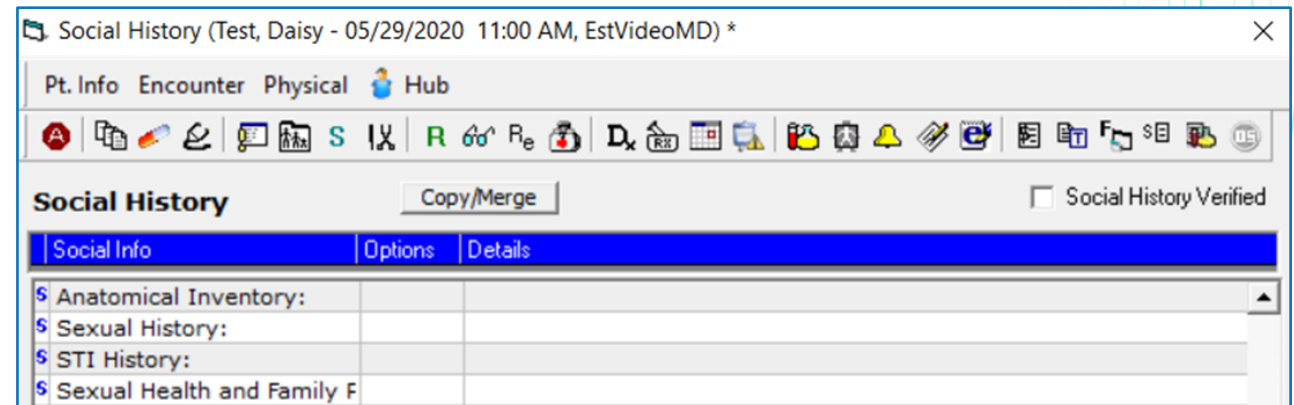 Social History (Test, Daisy - 05/29/2020 11:00 AM, EstVideoMD) *
Pt. Info Encounter Physical Hub
A S R Re Dx RX T F S
Social History Copy/Merge Social History Verified
Social Info Options Details
S Anatomical Inventory:
S Sexual History:
S STI History:
S Sexual Health and Family F